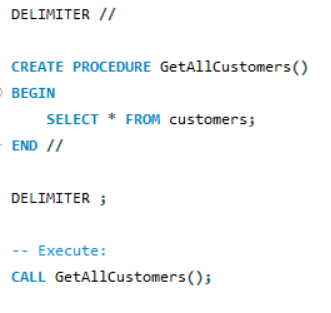 DELIMITER //
CREATE PROCEDURE GetAllCustomers()
BEGIN
    SELECT * FROM customers;
END //
DELIMITER ;
-- Execute:
CALL GetAllCustomers();